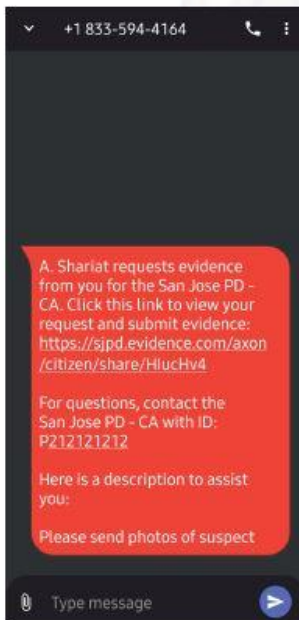 +1 833-594-4164
A. Shariat requests evidence
from you for the San Jose PD -
CA. Click this link to view your
request and submit evidence:
https://sjpd.evidence.com/axon
/citizen/share/HIucHv4
For questions, contact the
San Jose PD - CA with ID:
P212121212
Here is a description to assist
you:
Please send photos of suspect
Type message